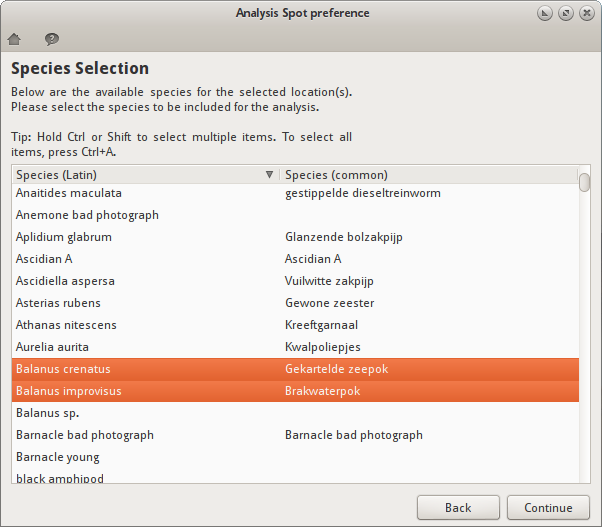 Analysis Spot preference
Species Selection
Below are the available species for the selected location(s).
Please select the species to be included for the analysis.
Tip: Hold Ctrl or Shift to select multiple items. To select all
items, press Ctrl+A.
Species (Latin) Species (common)
Anaitides maculata gestippelde dieseltreinworm
Anemone bad photograph
Aplidium glabrum Glanzende bolzakpijp
Ascidian A Ascidian A
Ascidiella aspersa Vuilwitte zakpijp
Asterias rubens Gewone zeester
Athanas nitescens Kreeftgarnaal
Aurelia aurita Kwalpoliepjes
Balanus crenatus Gekartelde zeepok
Balanus improvisus Brakwaterpok
Balanus sp.
Barnacle bad photograph Barnacle bad photograph
Barnacle young
black amphipod
Back Continue